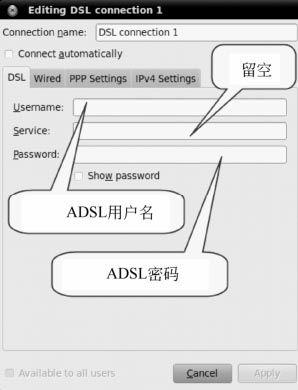 Editing DSL connection 1
Connection name: DSL connection 1
Connect automatically
留空
DSL Wired PPP Settings IPv4 Settings
Username:
Service:
Password:
Show password
ADSL用户名
ADSL密码
Available to all users
Cancel Apply